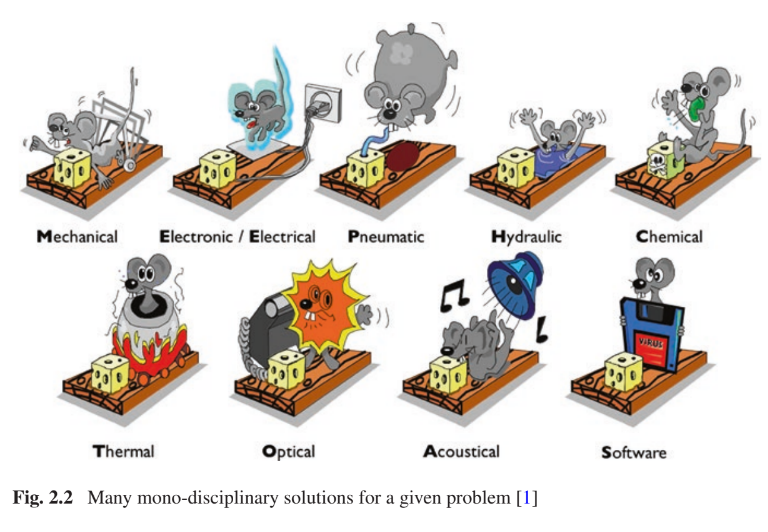 Mechanical Electronic / Electrical Pneumatic Hydraulic Chemical
VIRUS
Thermal Optical Acoustical Software
Fig. 2.2 Many mono-disciplinary solutions for a given problem [1]